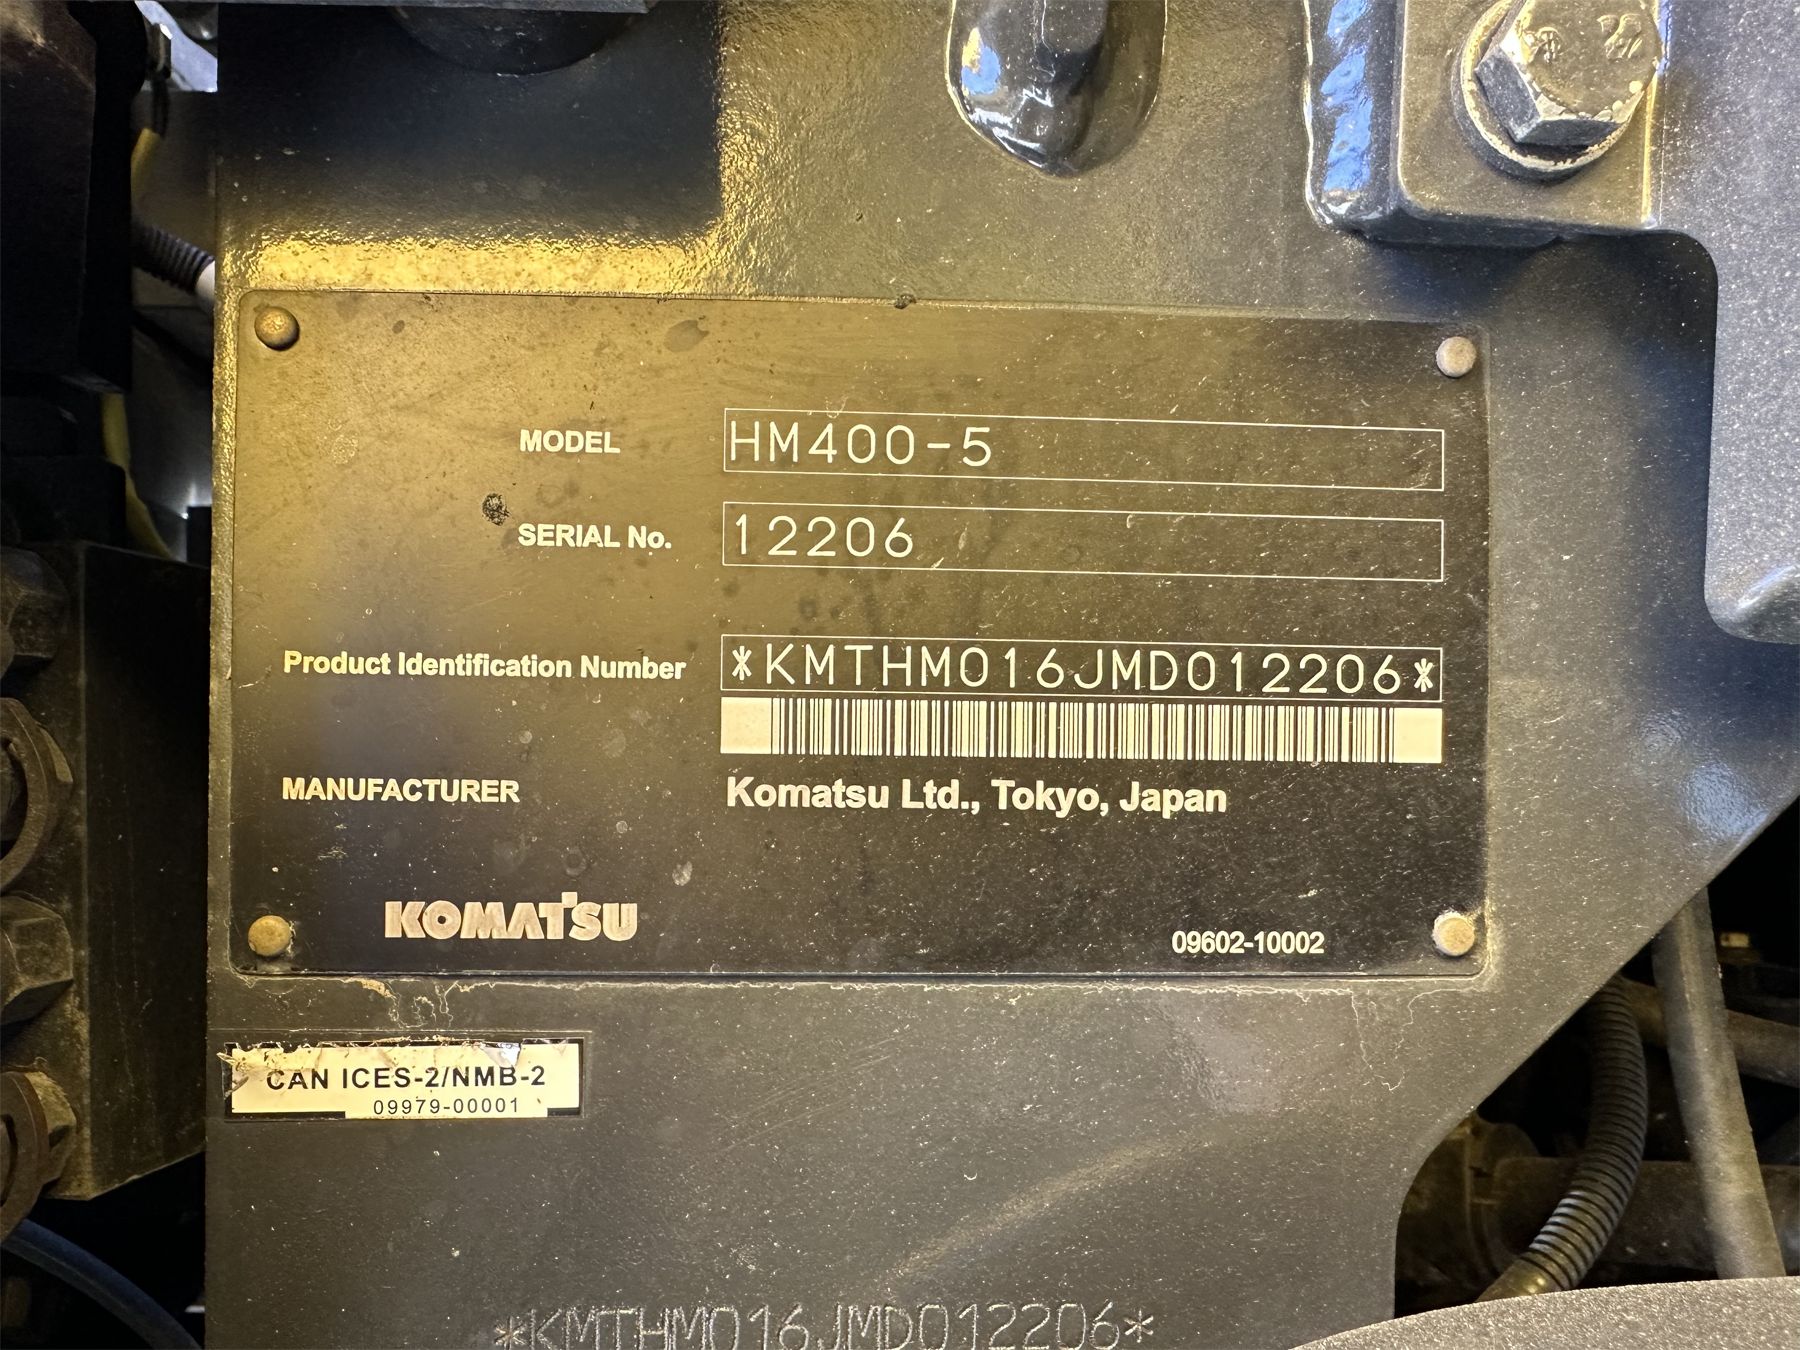 MODEL HM400-5
SERIAL No. 12206
Product Identification Number *KMTHM016JMD012206*
MANUFACTURER Komatsu Ltd., Tokyo, Japan
KOMATSU
09602-10002
CAN ICES-2/NMB-2
09979-00001
*KMTHM016JMD012206*